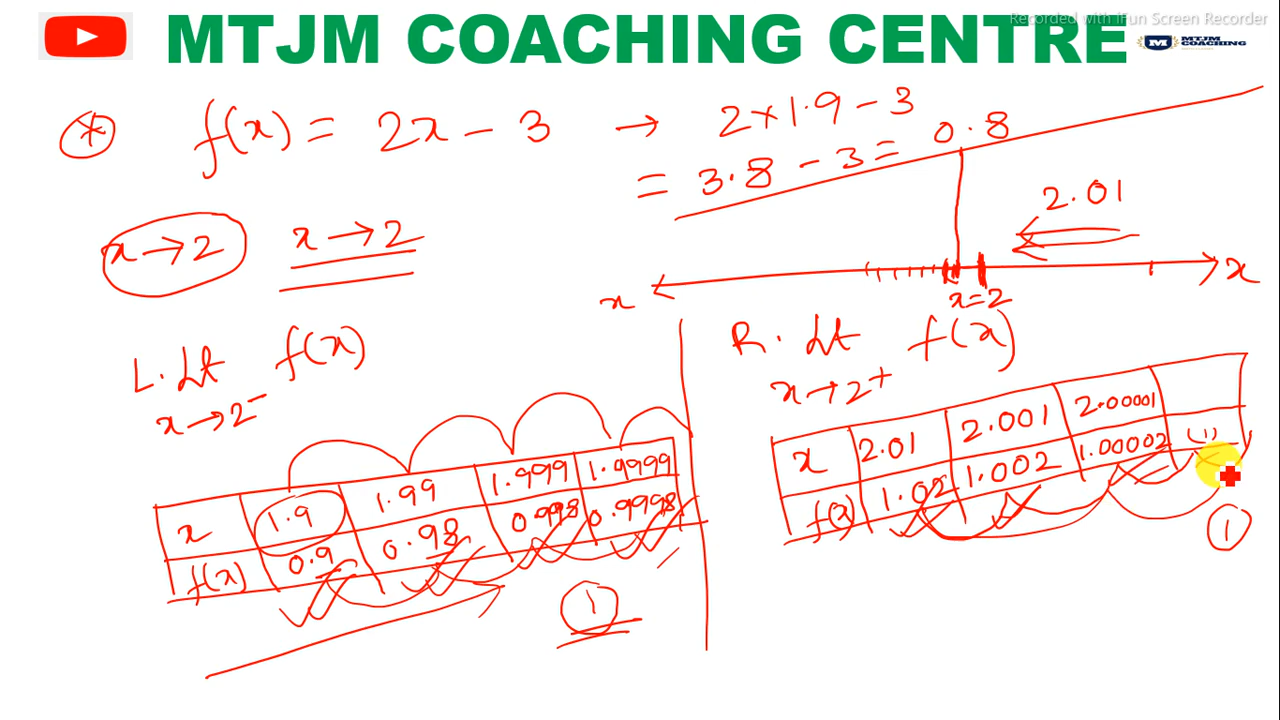 Recorded with iFun Screen Recorder
MTJM COACHING CENTRE
MTJM COACHING
* f(x) = 2x - 3 → 2×1.9 - 3
= 3.8 - 3 = 0.8
x→2 x→2
2.01
x x=2 x
L. Lt f(x)
x→2⁻
x 1.9 1.99 1.999 1.9999
f(x) 0.9 0.98 0.998 0.9998
1
R. Lt f(x)
x→2⁺
x 2.01 2.001 2.00001
f(x) 1.02 1.002 1.00002 (1)
1